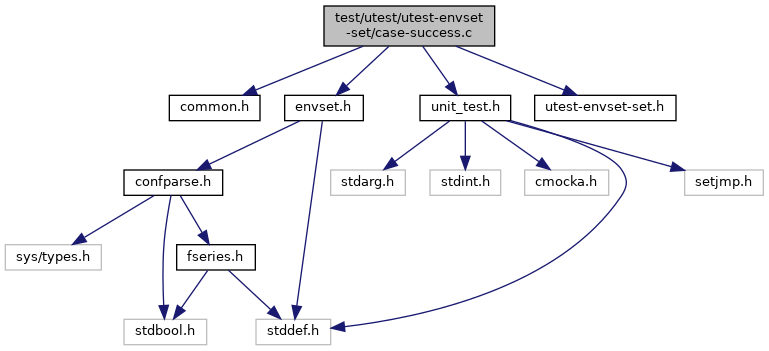 test/utest/utest-envset
-set/case-success.c
common.h
envset.h
unit_test.h
utest-envset-set.h
confparse.h
stdarg.h
stdint.h
cmocka.h
setjmp.h
sys/types.h
fseries.h
stdbool.h
stddef.h